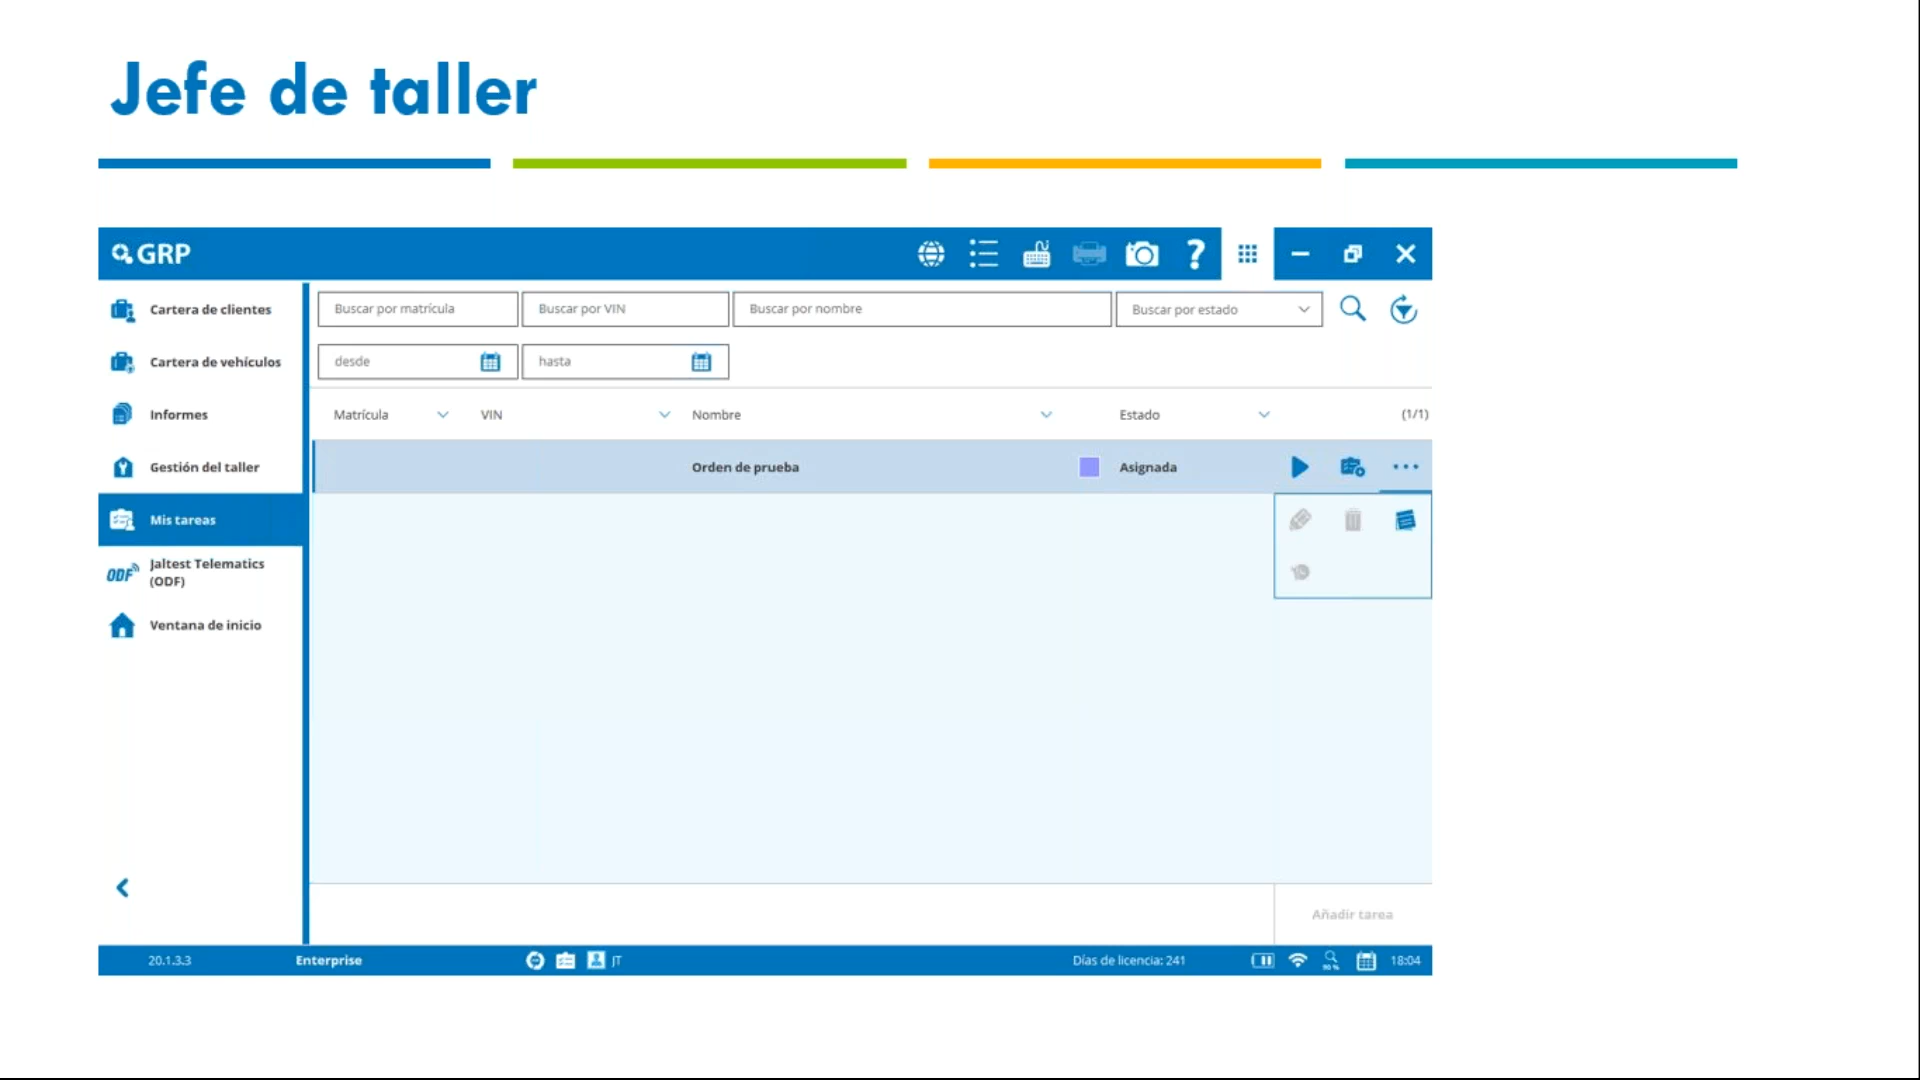 Jefe de taller
GRP
Cartera de clientes
Buscar por matrícula
Buscar por VIN
Buscar por nombre
Buscar por estado
Cartera de vehículos
desde
hasta
Informes
Matrícula
VIN
Nombre
Estado
(1/1)
Gestión del taller
Orden de prueba
Asignada
Mis tareas
Jaltest Telematics
(ODF)
ODF
Ventana de inicio
Añadir tarea
20.1.3.3
Enterprise
JT
Días de licencia: 241
90 %
18:04